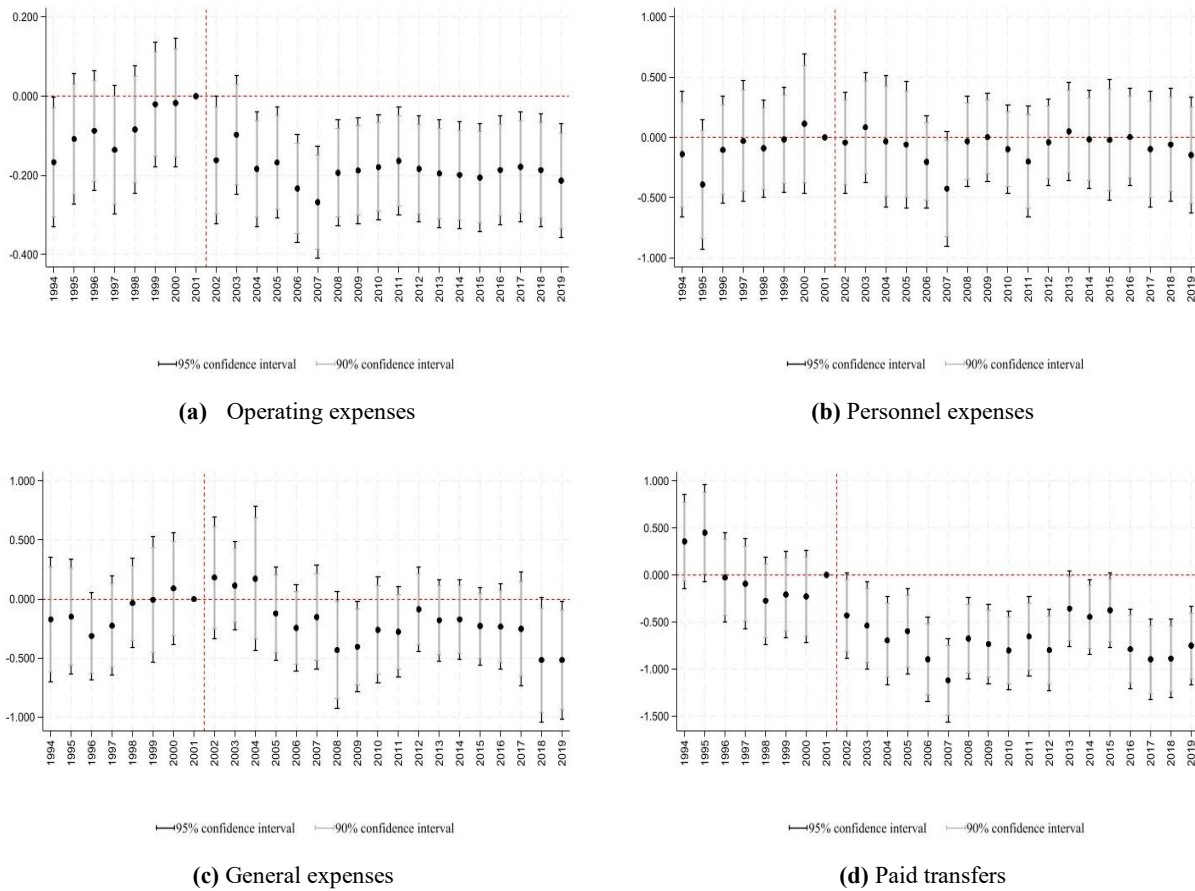 0.200
0.000
-0.200
-0.400
1994 1995 1996 1997 1998 1999 2000 2001 2002 2003 2004 2005 2006 2007 2008 2009 2010 2011 2012 2013 2014 2015 2016 2017 2018 2019
95% confidence interval 90% confidence interval
(a) Operating expenses
1.000
0.500
0.000
-0.500
-1.000
1994 1995 1996 1997 1998 1999 2000 2001 2002 2003 2004 2005 2006 2007 2008 2009 2010 2011 2012 2013 2014 2015 2016 2017 2018 2019
95% confidence interval 90% confidence interval
(b) Personnel expenses
1.000
0.500
0.000
-0.500
-1.000
1994 1995 1996 1997 1998 1999 2000 2001 2002 2003 2004 2005 2006 2007 2008 2009 2010 2011 2012 2013 2014 2015 2016 2017 2018 2019
95% confidence interval 90% confidence interval
(c) General expenses
1.000
0.500
0.000
-0.500
-1.000
-1.500
1994 1995 1996 1997 1998 1999 2000 2001 2002 2003 2004 2005 2006 2007 2008 2009 2010 2011 2012 2013 2014 2015 2016 2017 2018 2019
95% confidence interval 90% confidence interval
(d) Paid transfers